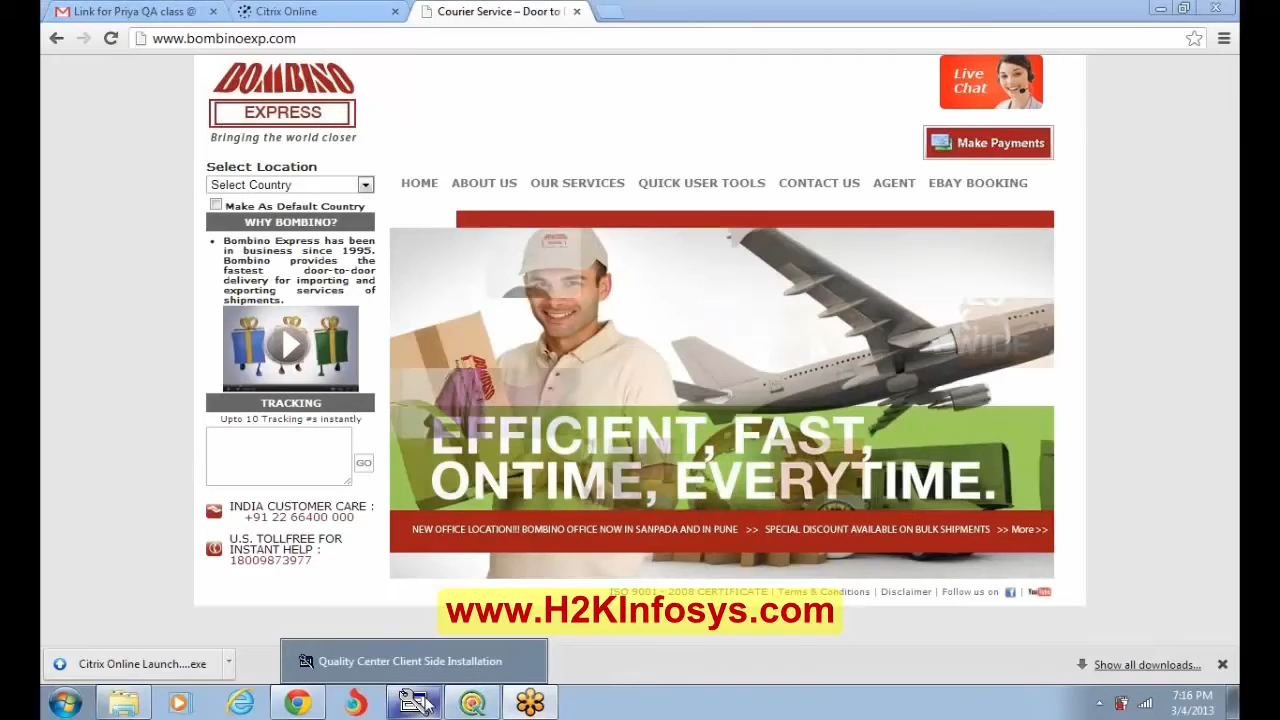 Link for Priya QA class @
Citrix Online
Courier Service – Door to
www.bombinoexp.com
BOMBINO
EXPRESS
Bringing the world closer
Live
Chat
Make Payments
Select Location
Select Country
Make As Default Country
HOME ABOUT US OUR SERVICES QUICK USER TOOLS CONTACT US AGENT EBAY BOOKING
WHY BOMBINO?
• Bombino Express has been
in business since 1995.
Bombino provides the
fastest door-to-door
delivery for importing and
exporting services of
shipments.
TRACKING
Upto 10 Tracking #s instantly
GO
INDIA CUSTOMER CARE :
+91 22 66400 000
U.S. TOLLFREE FOR
INSTANT HELP :
18009873977
BOMBINO
EFFICIENT, FAST,
ONTIME, EVERYTIME.
NEW OFFICE LOCATION!!! BOMBINO OFFICE NOW IN SANPADA AND IN PUNE >> SPECIAL DISCOUNT AVAILABLE ON BULK SHIPMENTS >> More >>
ISO 9001 - 2008 CERTIFICATE | Terms & Conditions | Disclaimer | Follow us on
www.H2KInfosys.com
Citrix Online Launch....exe
Quality Center Client Side Installation
Show all downloads...
7:16 PM
3/4/2013